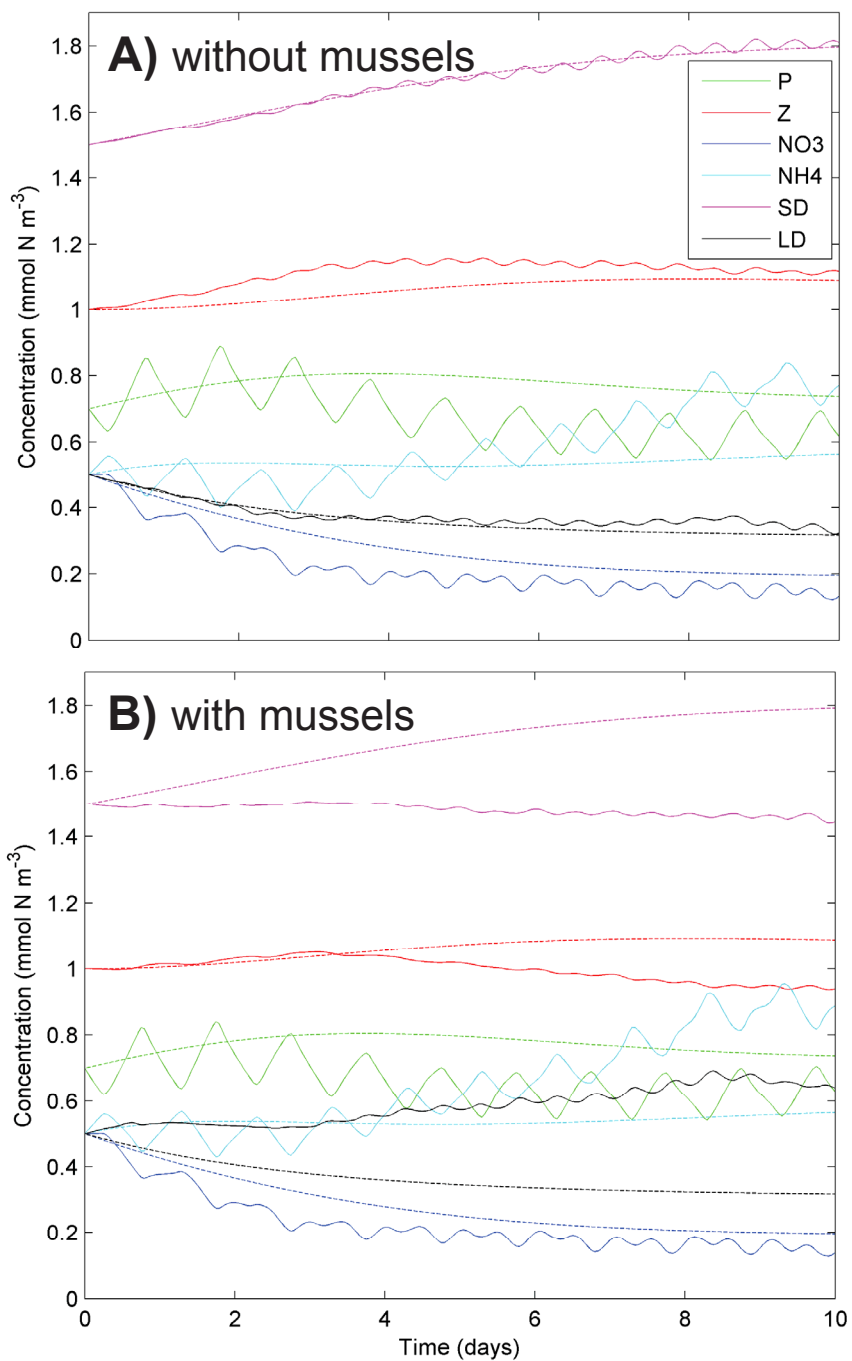 A) without mussels
1.8
1.6
1.4
1.2
1
0.8
0.6
0.4
0.2
0
Concentration (mmol N m⁻³)
P
Z
NO3
NH4
SD
LD
0 2 4 6 8 10
B) with mussels
1.8
1.6
1.4
1.2
1
0.8
0.6
0.4
0.2
0
Concentration (mmol N m⁻³)
0 2 4 6 8 10
Time (days)